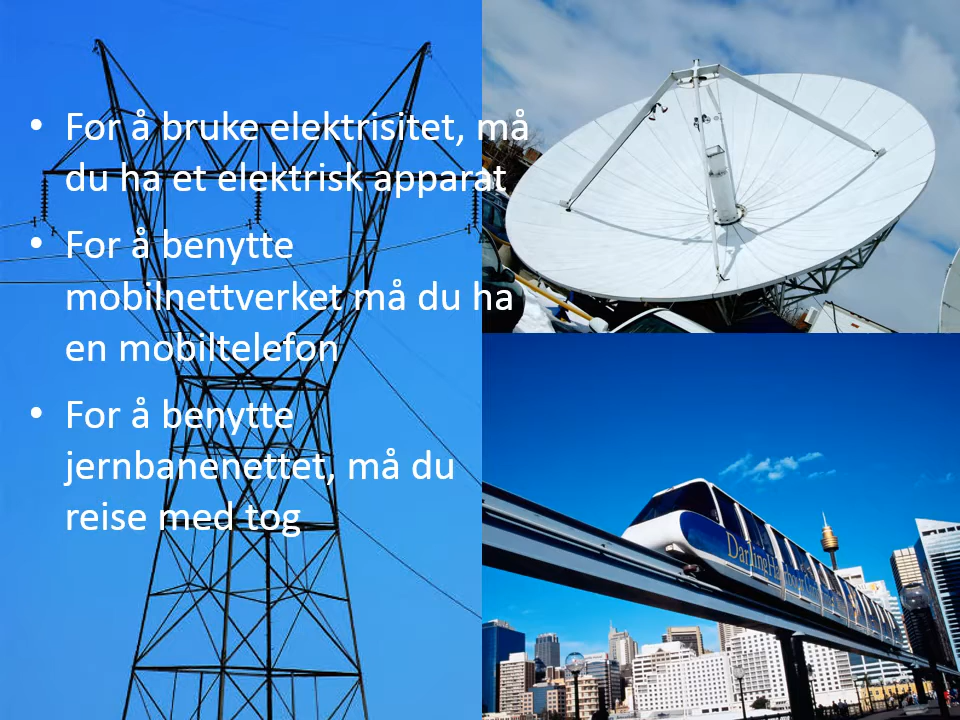 • For å bruke elektrisitet, må
du ha et elektrisk apparat
• For å benytte
mobilnettverket må du ha
en mobiltelefon
• For å benytte
jernbanenettet, må du
reise med tog